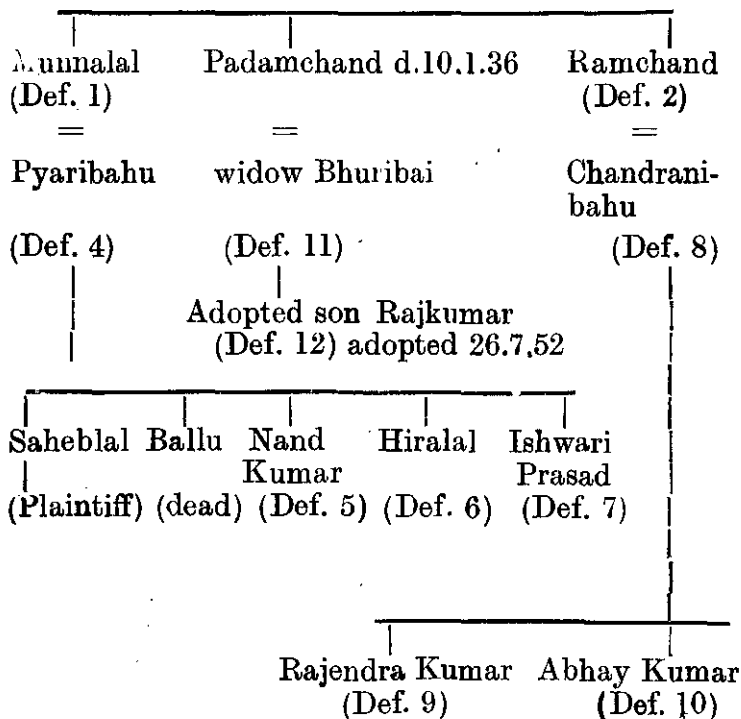 Munnalal Padamchand d.10.1.36 Ramchand
(Def. 1) (Def. 2)
= = =
Pyaribahu widow Bhuribai Chandrani-
bahu
(Def. 4) (Def. 11) (Def. 8)
Adopted son Rajkumar
(Def. 12) adopted 26.7.52
Saheblal Ballu Nand Hiralal Ishwari
Kumar Prasad
(Plaintiff) (dead) (Def. 5) (Def. 6) (Def. 7)
Rajendra Kumar Abhay Kumar
(Def. 9) (Def. 10)